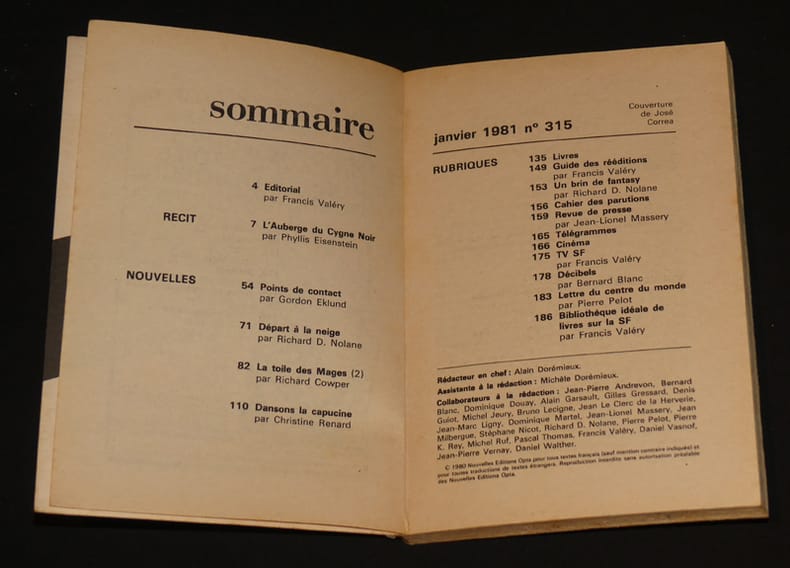 sommaire
4 Editorial
par Francis Valéry
RECIT
7 L'Auberge du Cygne Noir
par Phyllis Eisenstein
NOUVELLES
54 Points de contact
par Gordon Eklund
71 Départ à la neige
par Richard D. Nolane
82 La toile des Mages (2)
par Richard Cowper
110 Dansons la capucine
par Christine Renard
janvier 1981 nº 315
Couverture
de José
Correa
RUBRIQUES
135 Livres
149 Guide des rééditions
par Francis Valéry
153 Un brin de fantasy
par Richard D. Nolane
156 Cahier des parutions
159 Revue de presse
par Jean-Lionel Massery
165 Télégrammes
166 Cinéma
175 TV SF
par Francis Valéry
178 Décibels
par Bernard Blanc
183 Lettre du centre du monde
par Pierre Pelot
186 Bibliothèque idéale de
livres sur la SF
par Francis Valéry
Rédacteur en chef : Alain Dorémieux.
Assistante à la rédaction : Michèle Dorémieux.
Collaborateurs à la rédaction : Jean-Pierre Andrevon, Bernard
Blanc, Dominique Douay, Alain Garsault, Gilles Gressard, Denis
Guiot, Michel Jeury, Bruno Lecigne, Jean Le Clerc de la Herverie,
Jean-Marc Ligny, Dominique Martel, Jean-Lionel Massery, Jean
Milbergue, Stéphane Nicot, Richard D. Nolane, Pierre Pelot, Pierre
K. Rey, Michel Ruf, Pascal Thomas, Francis Valéry, Daniel Vasnof,
Jean-Pierre Vernay, Daniel Walther.
© 1980 Nouvelles Editions Opta pour tous textes français (sauf mention contraire indiquée) et
pour toutes traductions de textes étrangers. Reproduction interdite sans autorisation préalable
des Nouvelles Editions Opta.